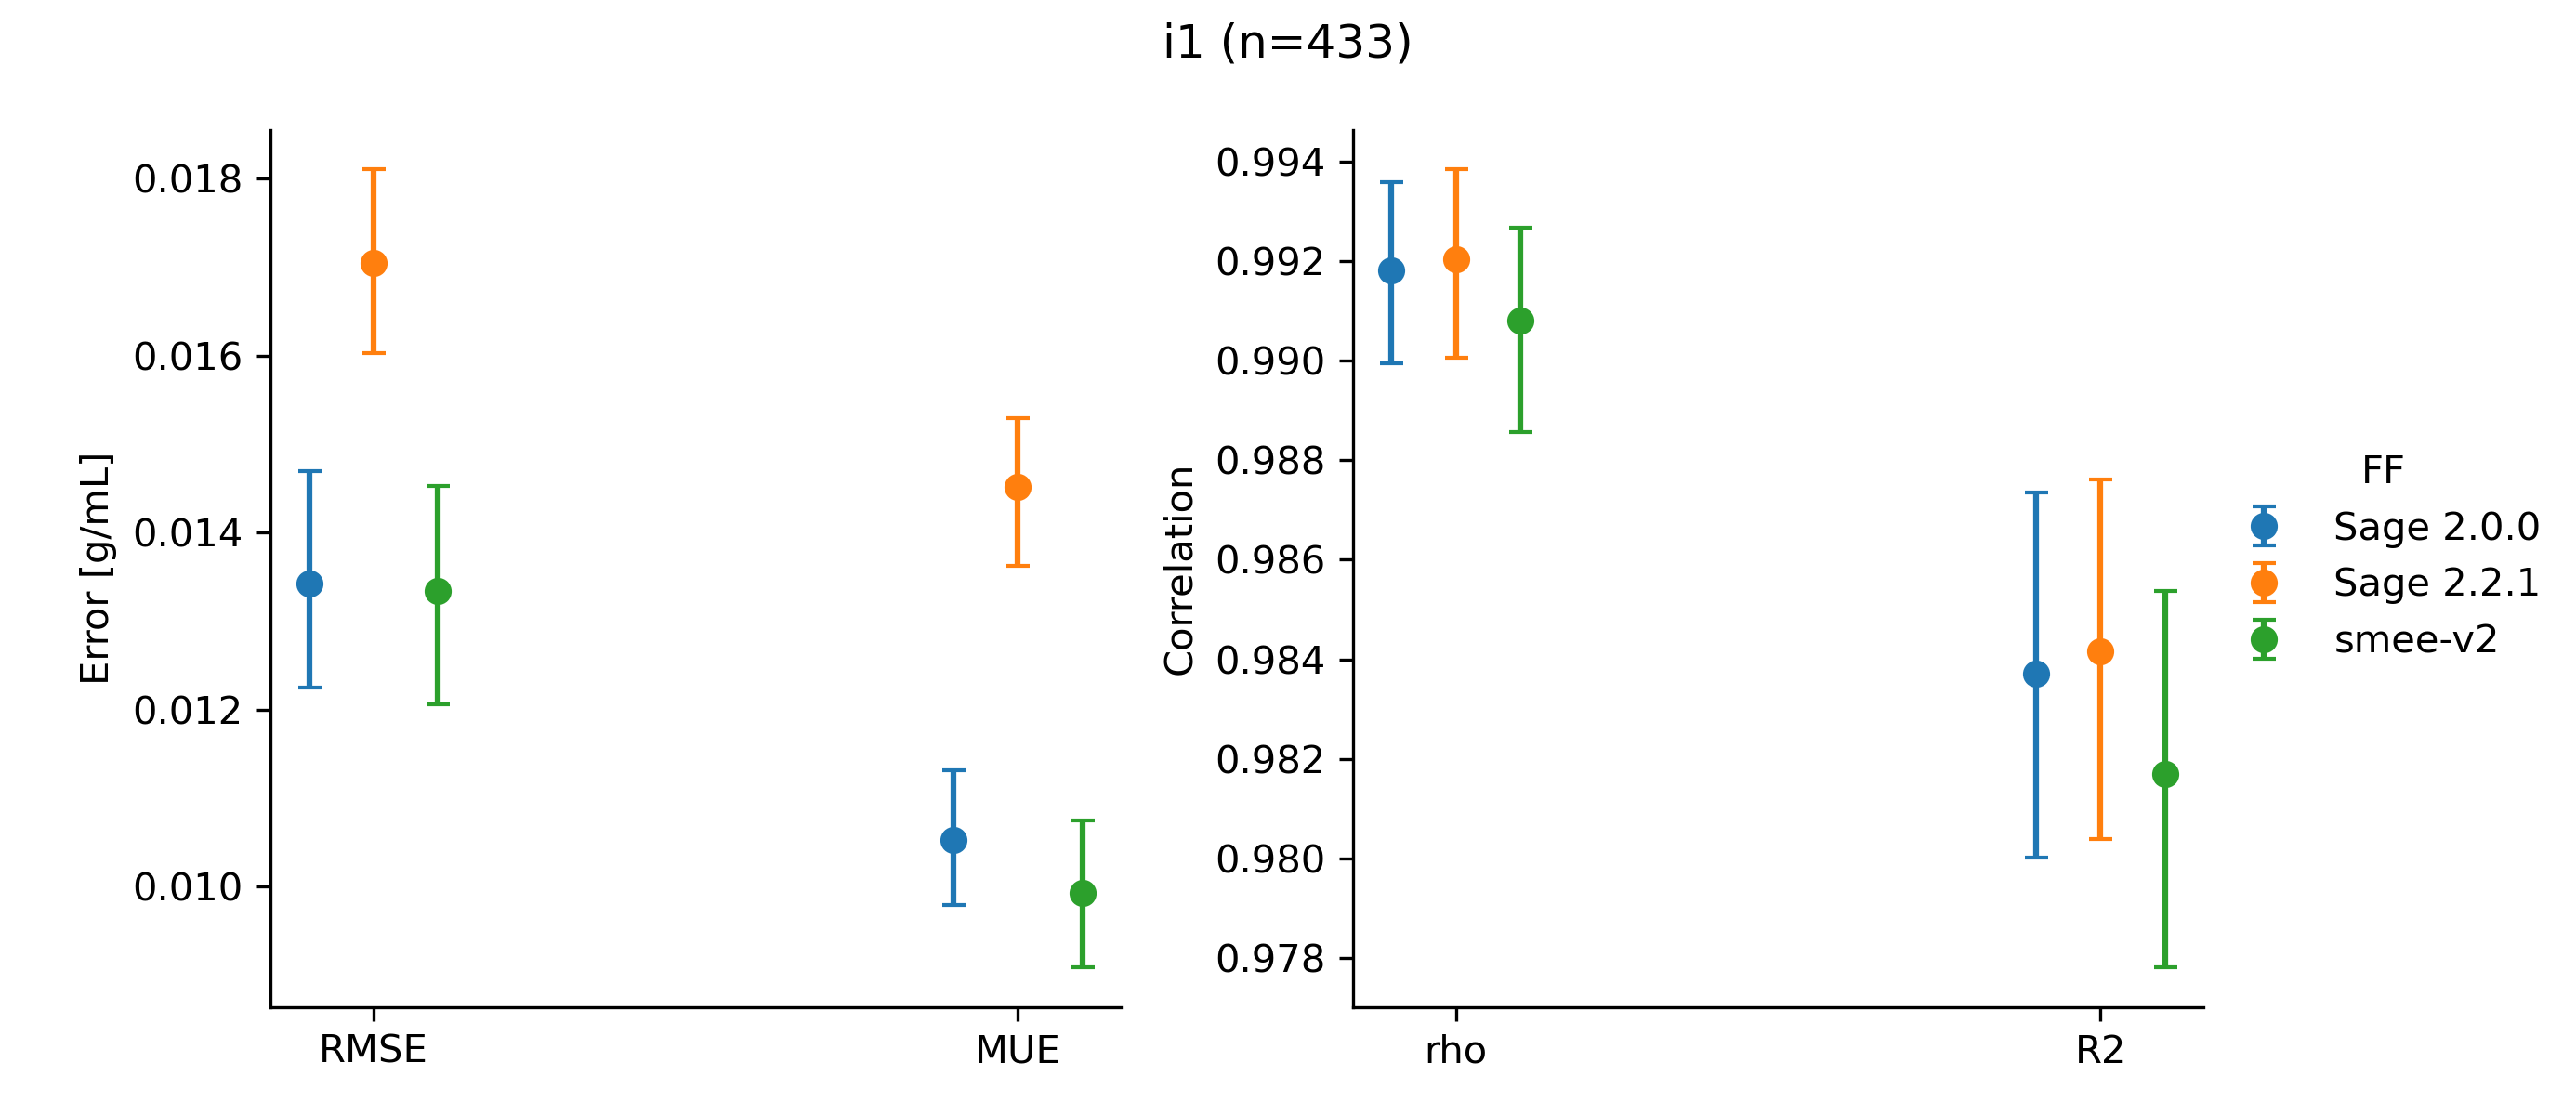 i1 (n=433)
Error [g/mL]
0.018
0.016
0.014
0.012
0.010
RMSE
MUE
Correlation
0.994
0.992
0.990
0.988
0.986
0.984
0.982
0.980
0.978
rho
R2
FF
Sage 2.0.0
Sage 2.2.1
smee-v2